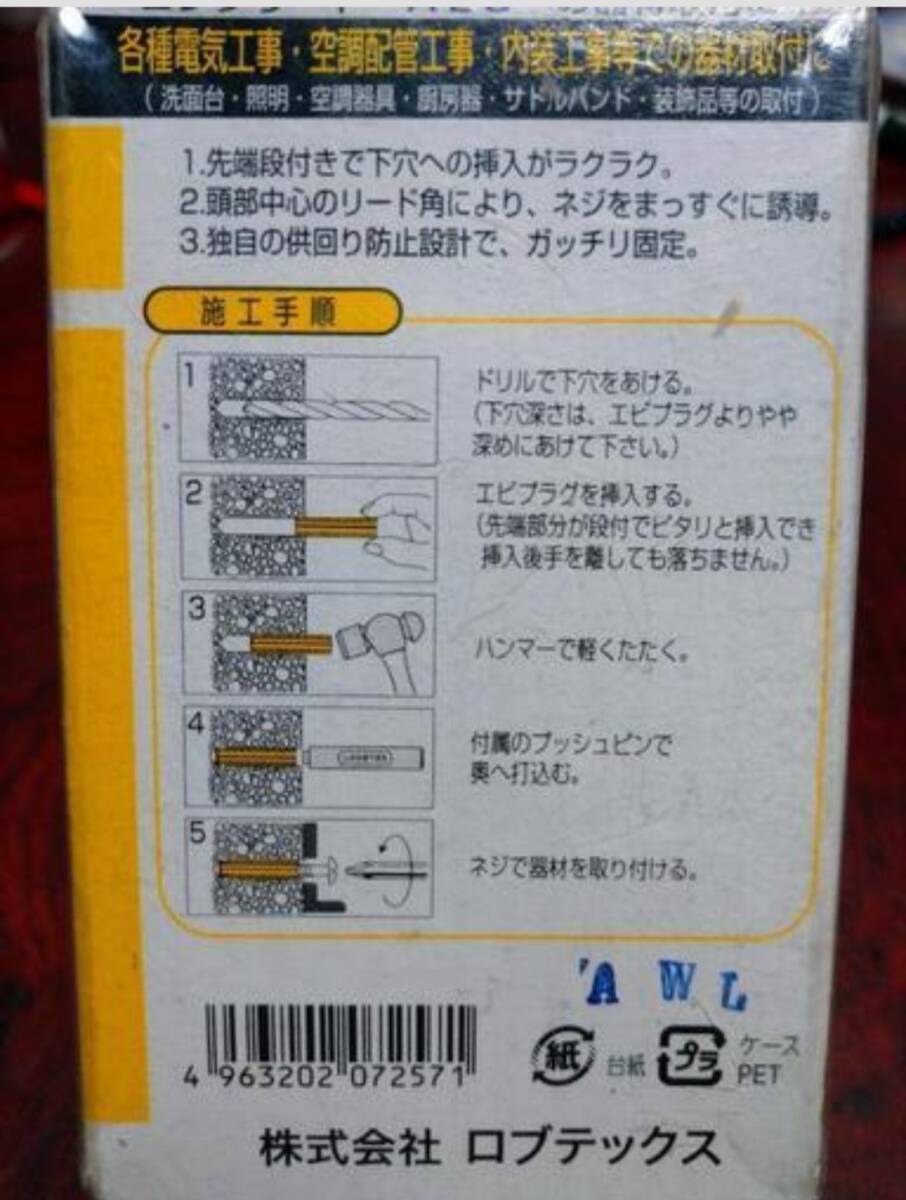 各種電気工事・空調配管工事・内装工事等での器材取付に
(洗面台・照明・空調器具・厨房器・サドルバンド・装飾品等の取付)
1.先端段付きで下穴への挿入がラクラク。
2.頭部中心のリード角により、ネジをまっすぐに誘導。
3.独自の供回り防止設計で、ガッチリ固定。
施工手順
1
ドリルで下穴をあける。
(下穴深さは、エビプラグよりやや
深めにあけて下さい。)
2
エビプラグを挿入する。
(先端部分が段付でピタリと挿入でき
挿入後手を離しても落ちません。)
3
ハンマーで軽くたたく。
4
付属のプッシュピンで
奥へ打込む。
5
ネジで器材を取り付ける。
'A W L
4 963202 072571
紙 台紙 プラ ケース
PET
株式会社 ロブテックス